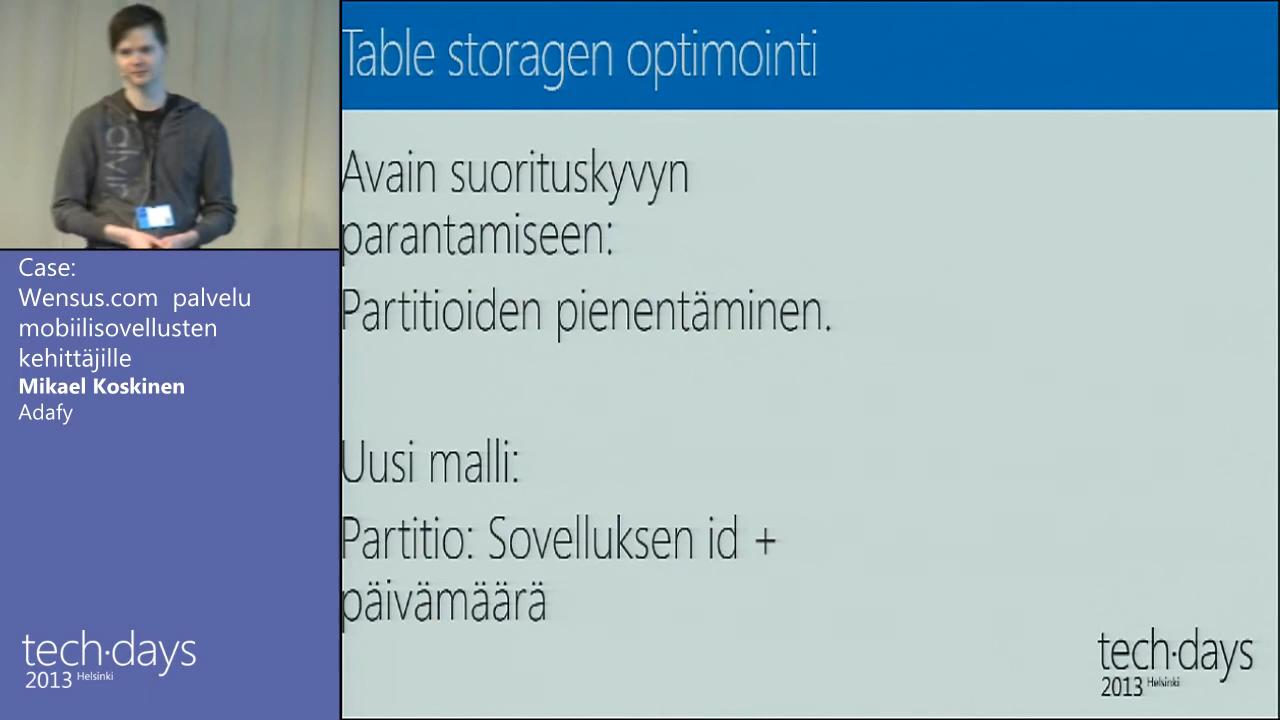 Table storagen optimointi
Avain suorituskyvyn
parantamiseen:
Partitioiden pienentäminen.
Uusi malli:
Partitio: Sovelluksen id +
päivämäärä
tech·days
2013 Helsinki
Case:
Wensus.com palvelu
mobiilisovellusten
kehittäjille
Mikael Koskinen
Adafy
tech·days
2013 Helsinki